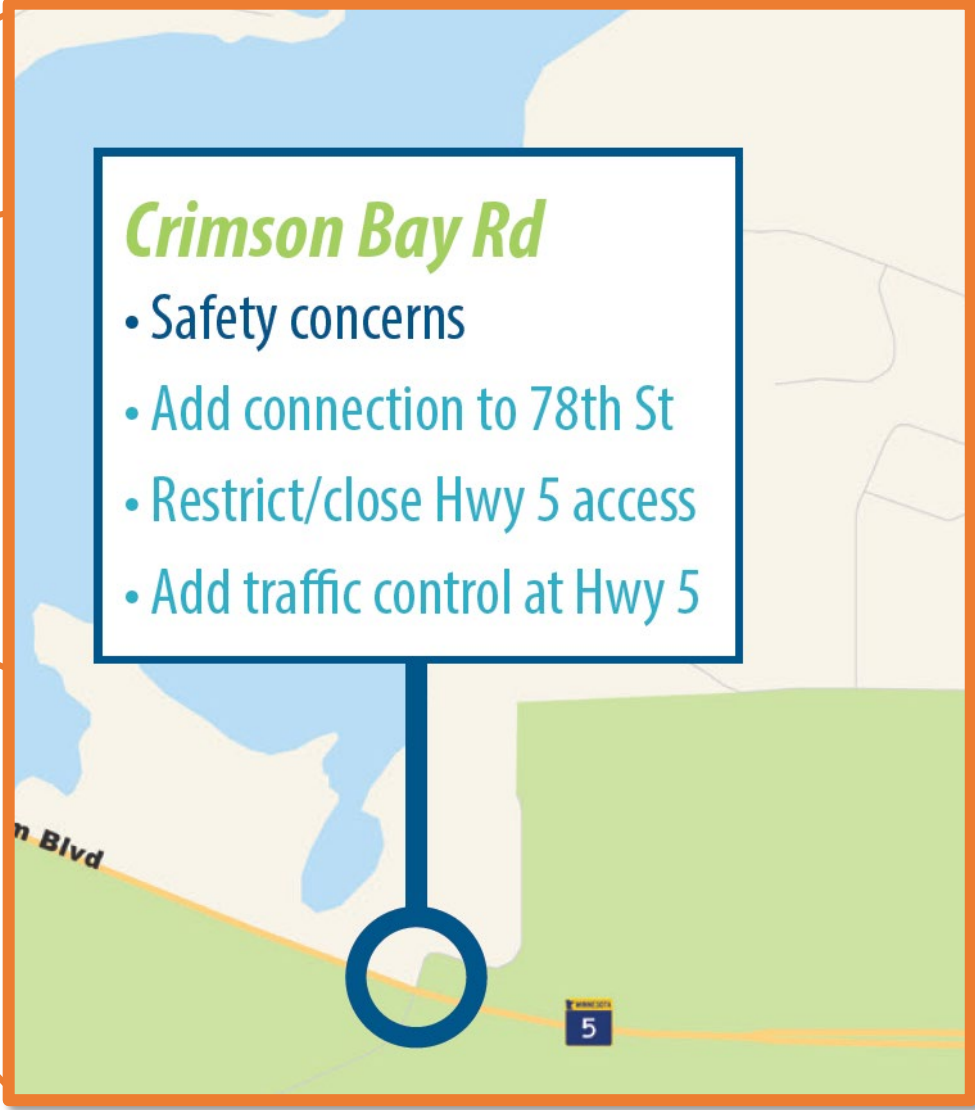 Crimson Bay Rd
• Safety concerns
• Add connection to 78th St
• Restrict/close Hwy 5 access
• Add traffic control at Hwy 5
Blvd
MINNESOTA
5